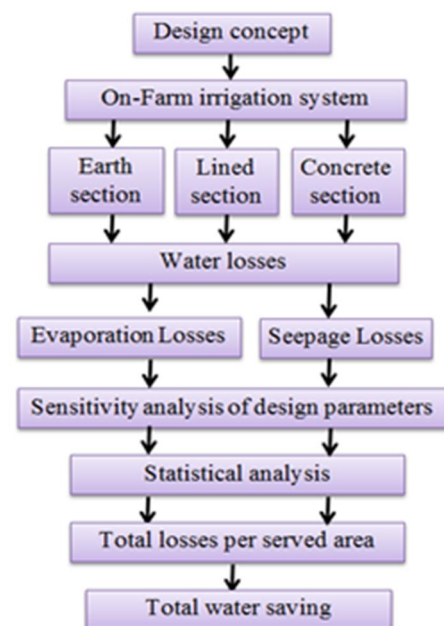 Design concept
On-Farm irrigation system
Earth
section
Lined
section
Concrete
section
Water losses
Evaporation Losses
Seepage Losses
Sensitivity analysis of design parameters
Statistical analysis
Total losses per served area
Total water saving